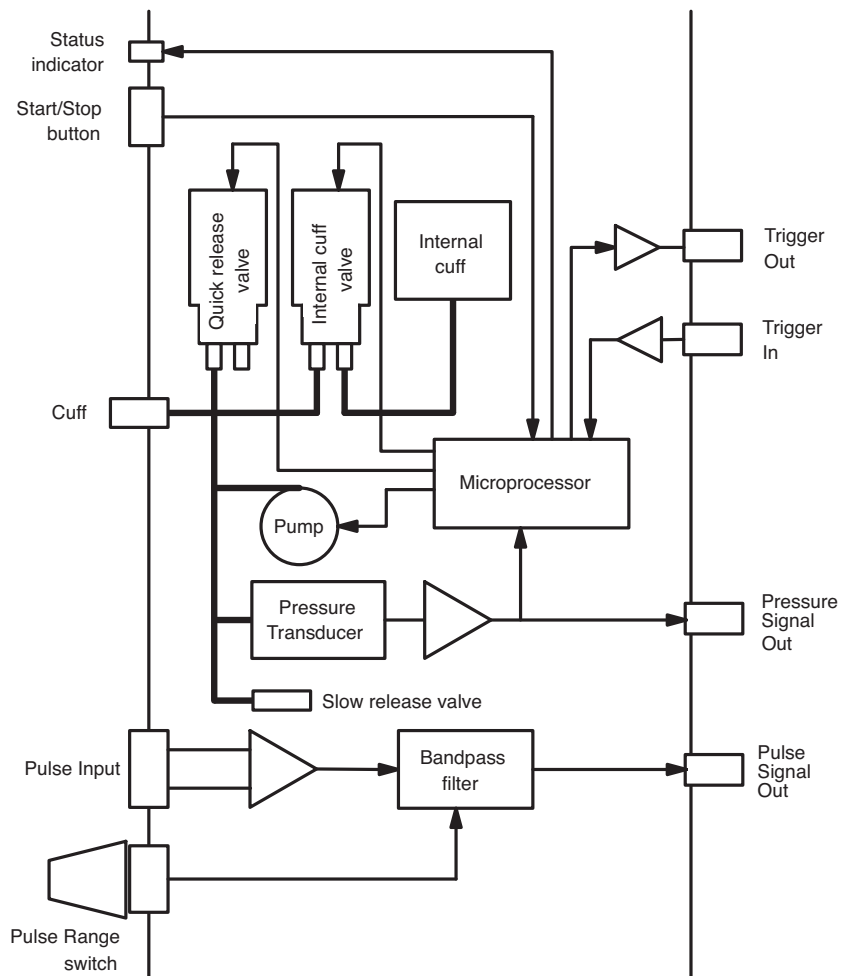 Status
indicator
Start/Stop
button
Quick release
valve
Internal cuff
valve
Internal
cuff
Trigger
Out
Trigger
In
Cuff
Microprocessor
Pump
Pressure
Transducer
Pressure
Signal
Out
Slow release valve
Pulse Input
Bandpass
filter
Pulse
Signal
Out
Pulse Range
switch